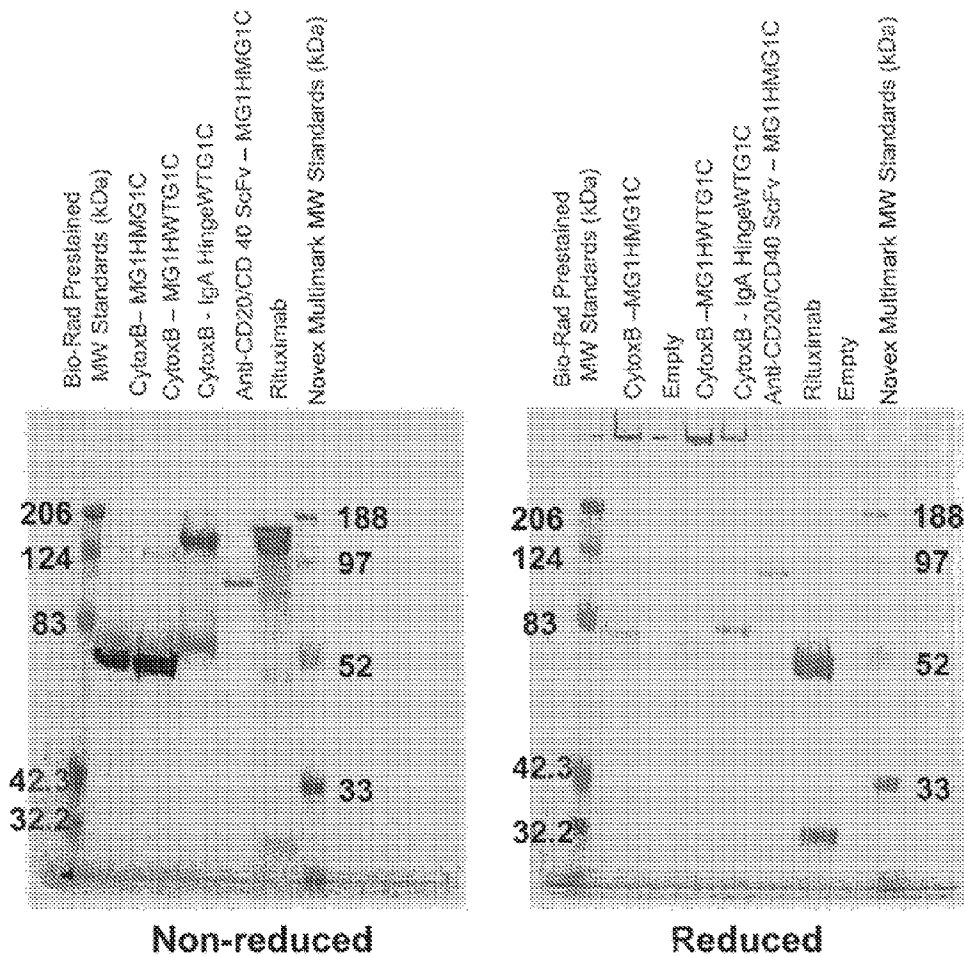 Bio-Rad Prestained
MW Standards (kDa)
CytoxB– MG1HMG1C
CytoxB – MG1HWTG1C
CytoxB - IgA HingeWTG1C
Anti-CD20/CD 40 ScFv – MG1HMG1C
Rituximab
Novex Multimark MW Standards (kDa)
206
124
83
42.3
32.2
188
97
52
33
Non-reduced
Bio-Rad Prestained
MW Standards (kDa)
CytoxB –MG1HMG1C
Empty
CytoxB –MG1HWTG1C
CytoxB - IgA HingeWTG1C
Anti-CD20/CD40 ScFv – MG1HMG1C
Rituximab
Empty
Novex Multimark MW Standards (kDa)
206
124
83
42.3
32.2
188
97
52
33
Reduced